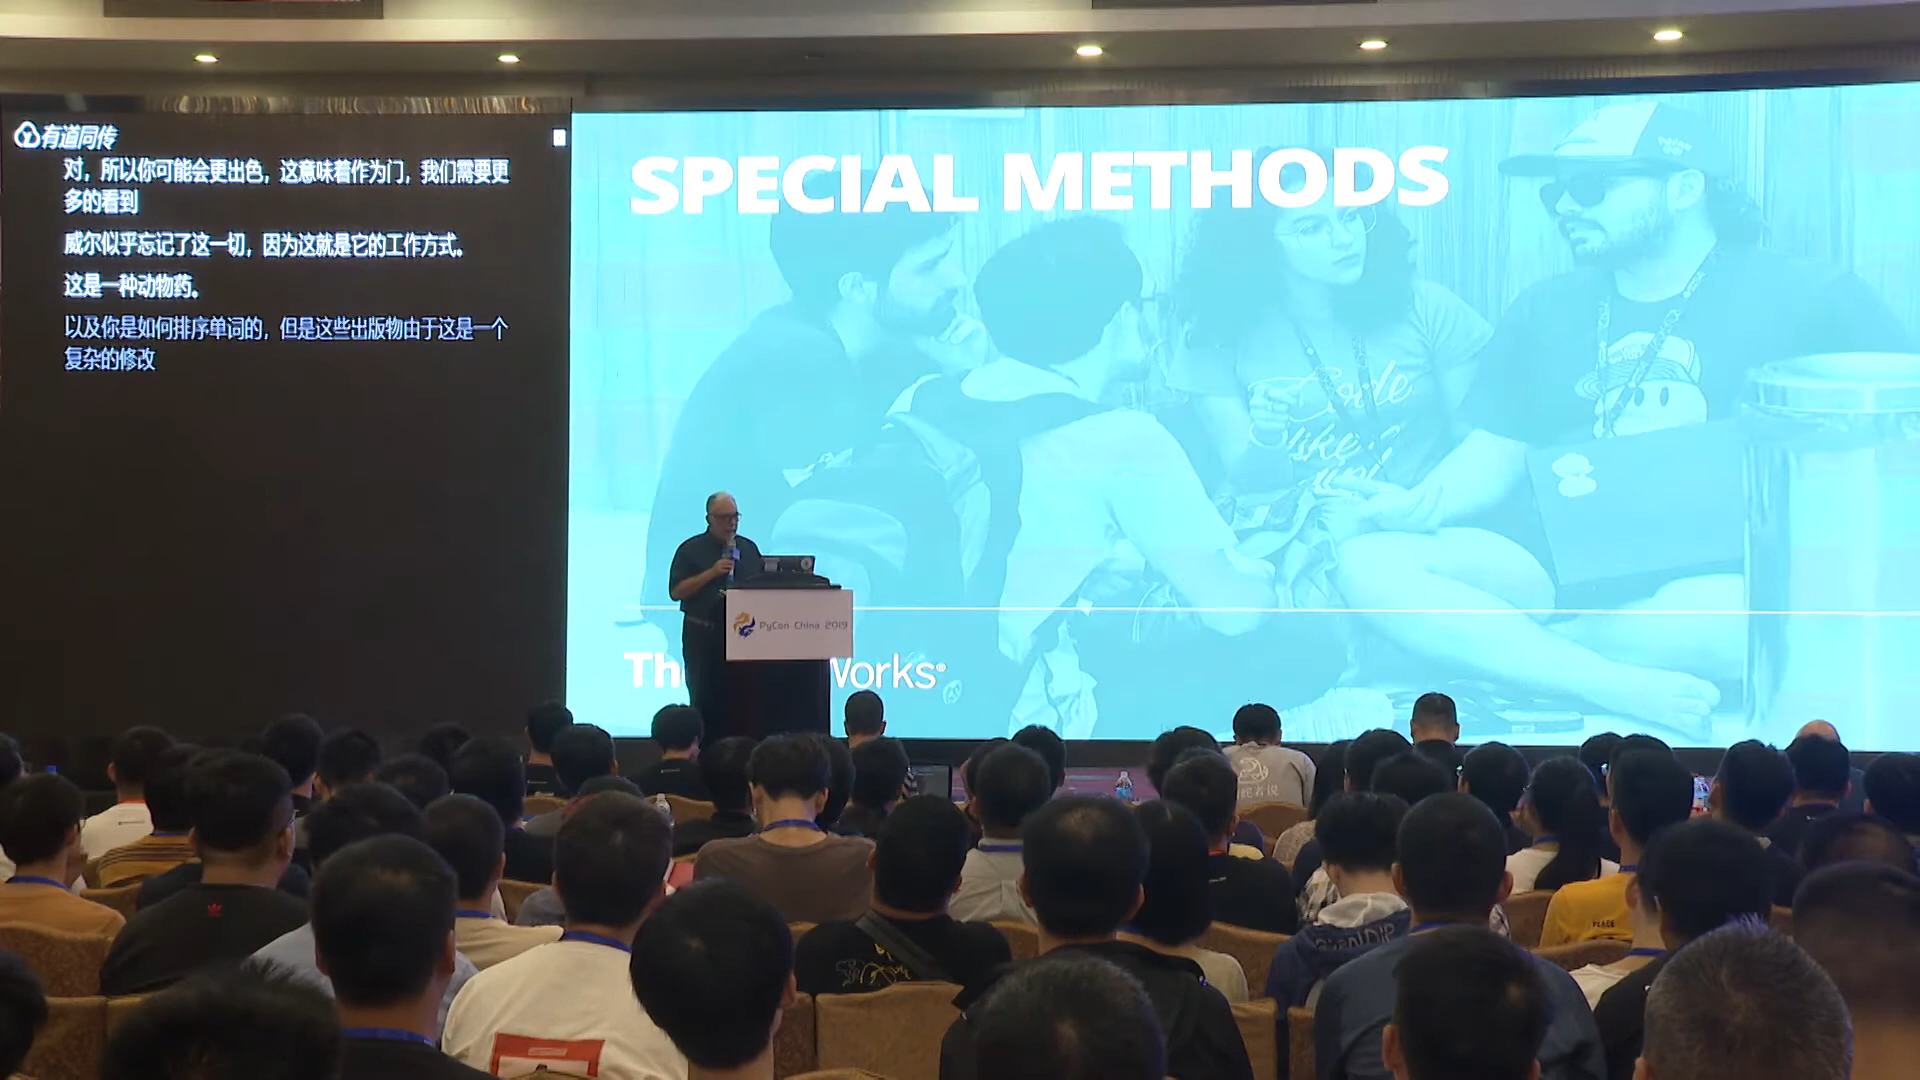 有道同传
对，所以你可能会更出色，这意味着作为门，我们需要更
多的看到
威尔似乎忘记了这一切，因为这就是它的工作方式。
这是一种动物药。
以及你是如何排序单词的，但是这些出版物由于这是一个
复杂的修改
SPECIAL METHODS
Code
like
PyCon China 2019
Th
Works®
PEACE